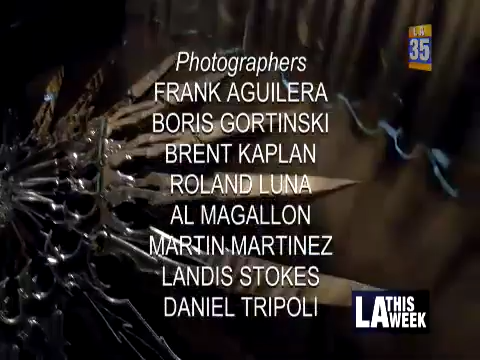 LA
35
Photographers
FRANK AGUILERA
BORIS GORTINSKI
BRENT KAPLAN
ROLAND LUNA
AL MAGALLON
MARTIN MARTINEZ
LANDIS STOKES
DANIEL TRIPOLI
LA THIS WEEK